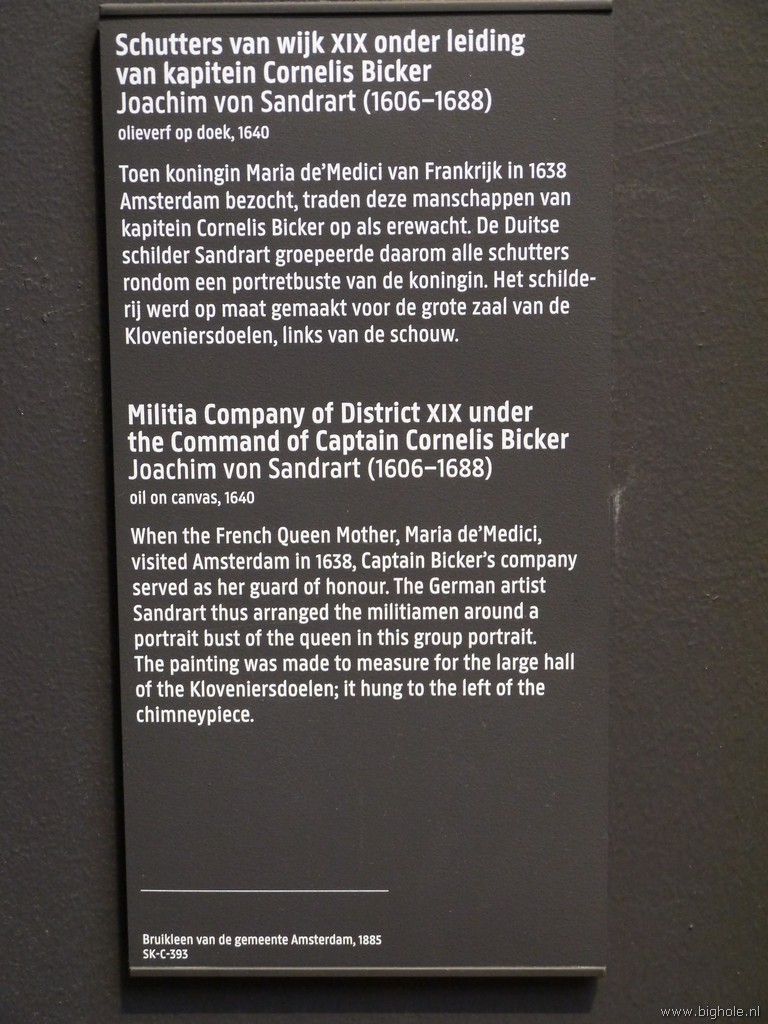 Schutters van wijk XIX onder leiding
van kapitein Cornelis Bicker
Joachim von Sandrart (1606–1688)
olieverf op doek, 1640
Toen koningin Maria de'Medici van Frankrijk in 1638
Amsterdam bezocht, traden deze manschappen van
kapitein Cornelis Bicker op als erewacht. De Duitse
schilder Sandrart groepeerde daarom alle schutters
rondom een portretbuste van de koningin. Het schilde-
rij werd op maat gemaakt voor de grote zaal van de
Kloveniersdoelen, links van de schouw.
Militia Company of District XIX under
the Command of Captain Cornelis Bicker
Joachim von Sandrart (1606–1688)
oil on canvas, 1640
When the French Queen Mother, Maria de'Medici,
visited Amsterdam in 1638, Captain Bicker's company
served as her guard of honour. The German artist
Sandrart thus arranged the militiamen around a
portrait bust of the queen in this group portrait.
The painting was made to measure for the large hall
of the Kloveniersdoelen; it hung to the left of the
chimneypiece.
Bruikleen van de gemeente Amsterdam, 1885
SK-C-393
www.bighole.nl